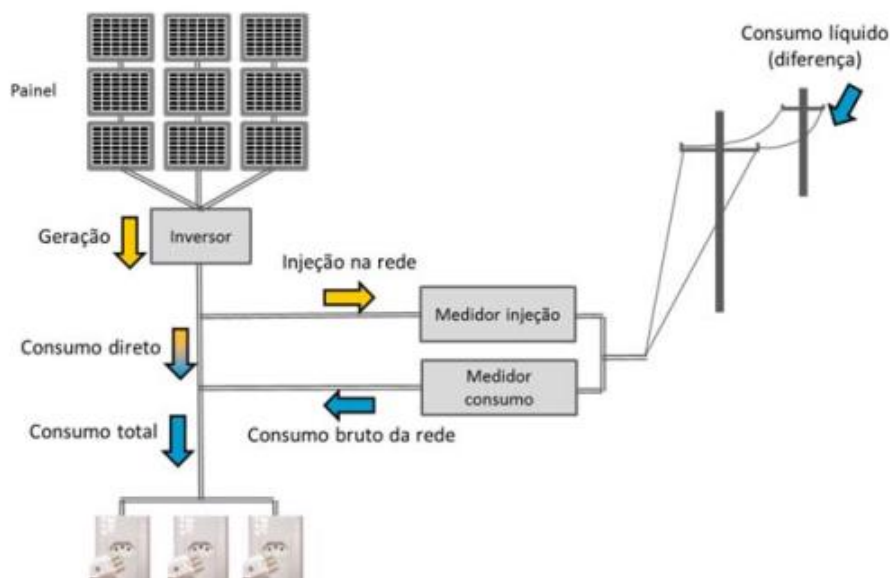 Consumo líquido
(diferença)
Painel
Geração
Inversor
Injeção na rede
Medidor injeção
Consumo direto
Medidor
consumo
Consumo total
Consumo bruto da rede